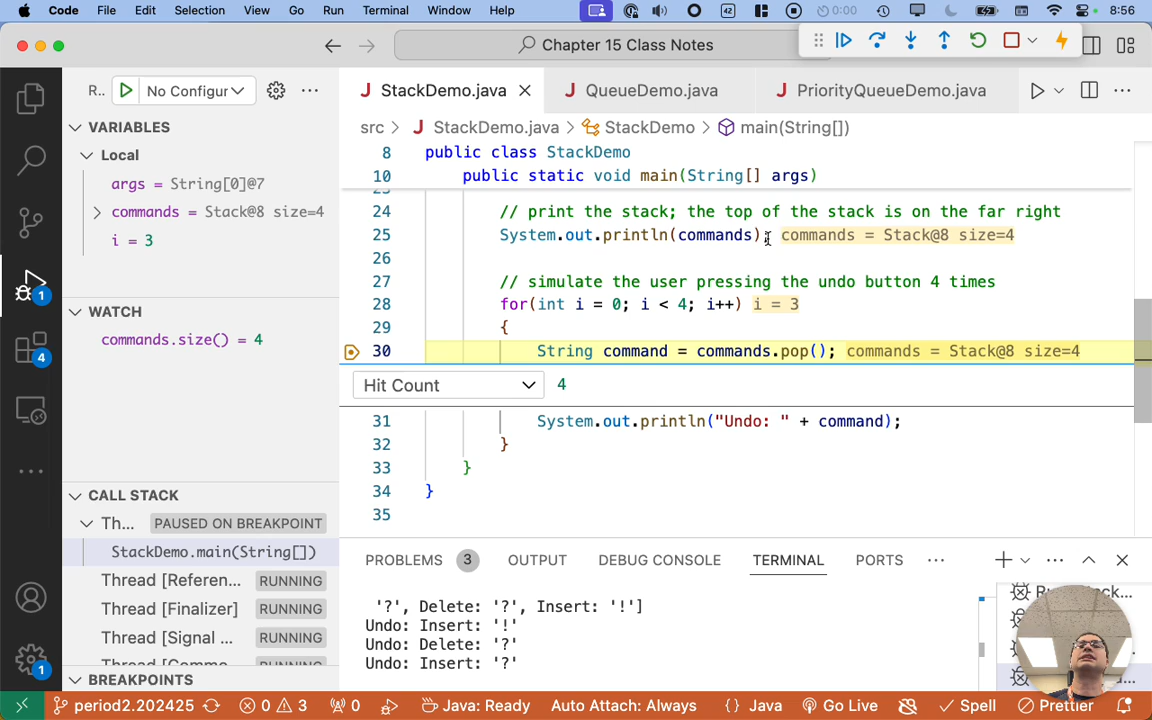 Code File Edit Selection View Go Run Terminal Window Help 42 0:00 8:56
Chapter 15 Class Notes
R.. No Configur
StackDemo.java QueueDemo.java PriorityQueueDemo.java
src > StackDemo.java > StackDemo > main(String[])
VARIABLES
Local
args = String[0]@7
commands = Stack@8 size=4
i = 3
WATCH
commands.size() = 4
CALL STACK
Th... PAUSED ON BREAKPOINT
StackDemo.main(String[])
Thread [Referen... RUNNING
Thread [Finalizer] RUNNING
Thread [Signal ... RUNNING
BREAKPOINTS
1
4
1
8 public class StackDemo
10 public static void main(String[] args)
24 // print the stack; the top of the stack is on the far right
25 System.out.println(commands); commands = Stack@8 size=4
26
27 // simulate the user pressing the undo button 4 times
28 for(int i = 0; i < 4; i++) i = 3
29 {
30 String command = commands.pop(); commands = Stack@8 size=4
Hit Count 4
31 System.out.println("Undo: " + command);
32 }
33 }
34 }
35
PROBLEMS 3 OUTPUT DEBUG CONSOLE TERMINAL PORTS
'?', Delete: '?', Insert: '!']
Undo: Insert: '!'
Undo: Delete: '?'
Undo: Insert: '?'
period2.202425 0 3 0 Java: Ready Auto Attach: Always {} Java Go Live Spell Prettier